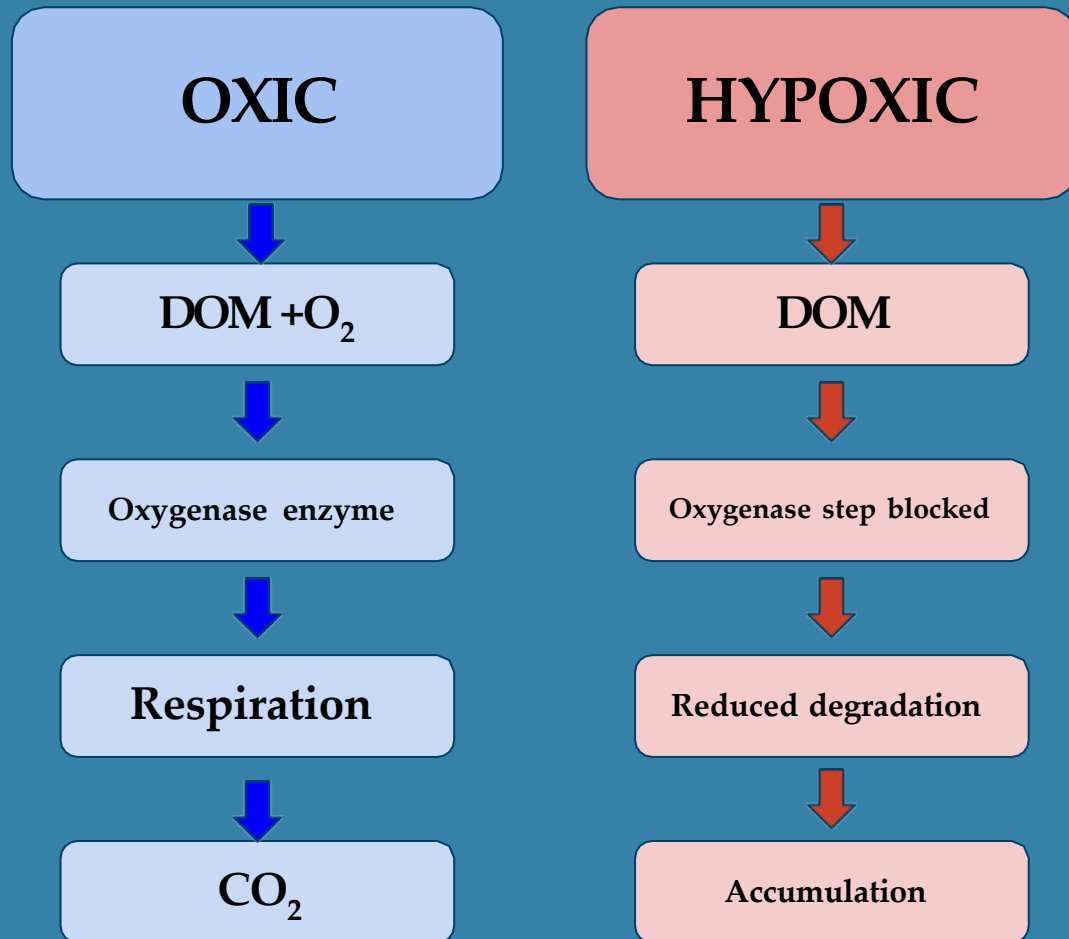 OXIC
DOM +O₂
Oxygenase enzyme
Respiration
CO₂
HYPOXIC
DOM
Oxygenase step blocked
Reduced degradation
Accumulation